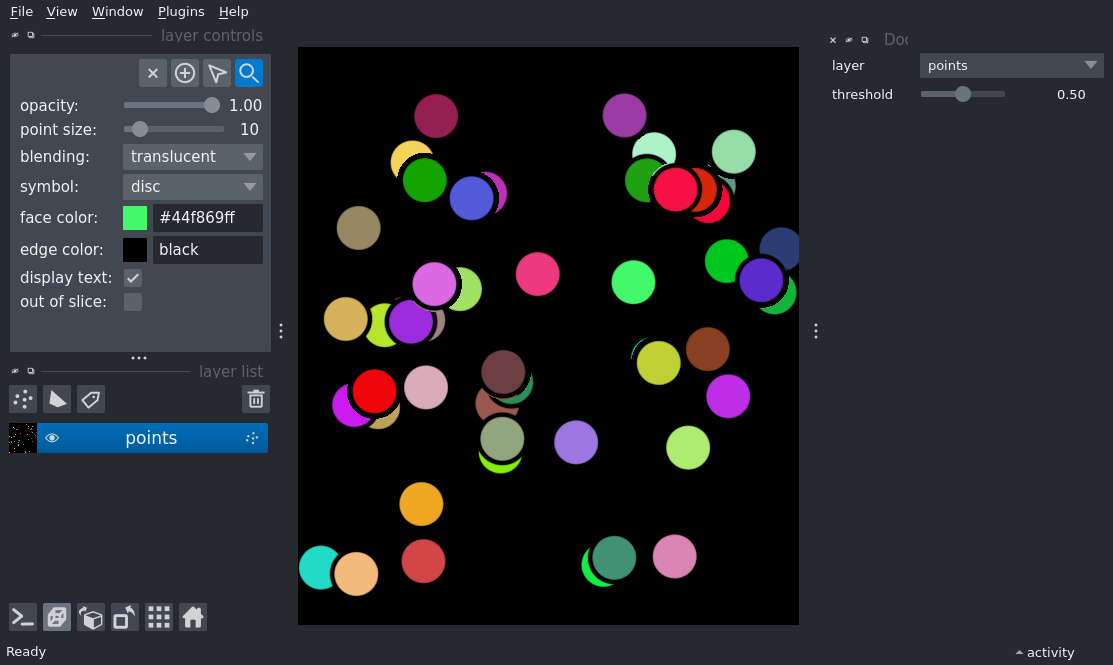 File View Window Plugins Help
layer controls
opacity: 1.00
point size: 10
blending: translucent
symbol: disc
face color: #44f869ff
edge color: black
display text:
out of slice:
layer list
points
Ready
layer points
threshold 0.50
activity